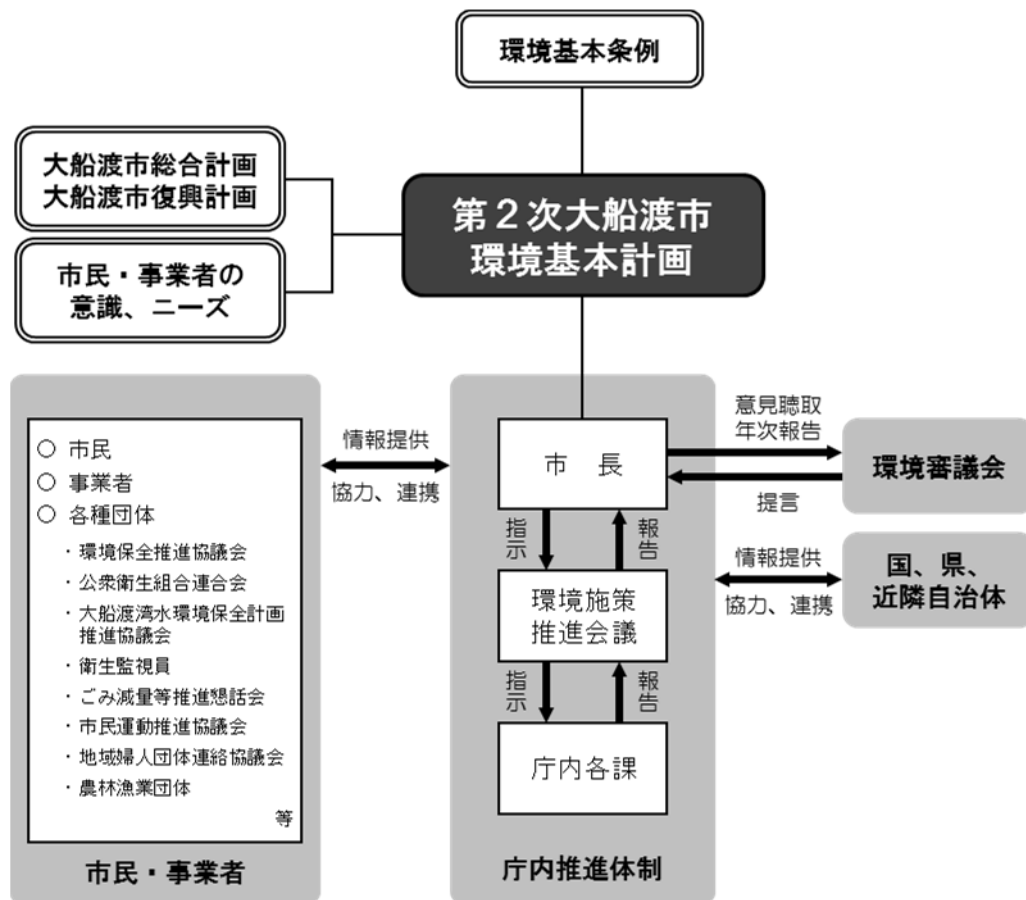 環境基本条例
大船渡市総合計画
大船渡市復興計画
第2次大船渡市
環境基本計画
市民・事業者の
意識、ニーズ
○ 市民
○ 事業者
○ 各種団体
・環境保全推進協議会
・公衆衛生組合連合会
・大船渡湾水環境保全計画
推進協議会
・衛生監視員
・ごみ減量等推進懇話会
・市民運動推進協議会
・地域婦人団体連絡協議会
・農林漁業団体
等
市民・事業者
情報提供
協力、連携
市 長
指示
報告
環境施策
推進会議
指示
報告
庁内各課
庁内推進体制
意見聴取
年次報告
提言
環境審議会
情報提供
協力、連携
国、県、
近隣自治体